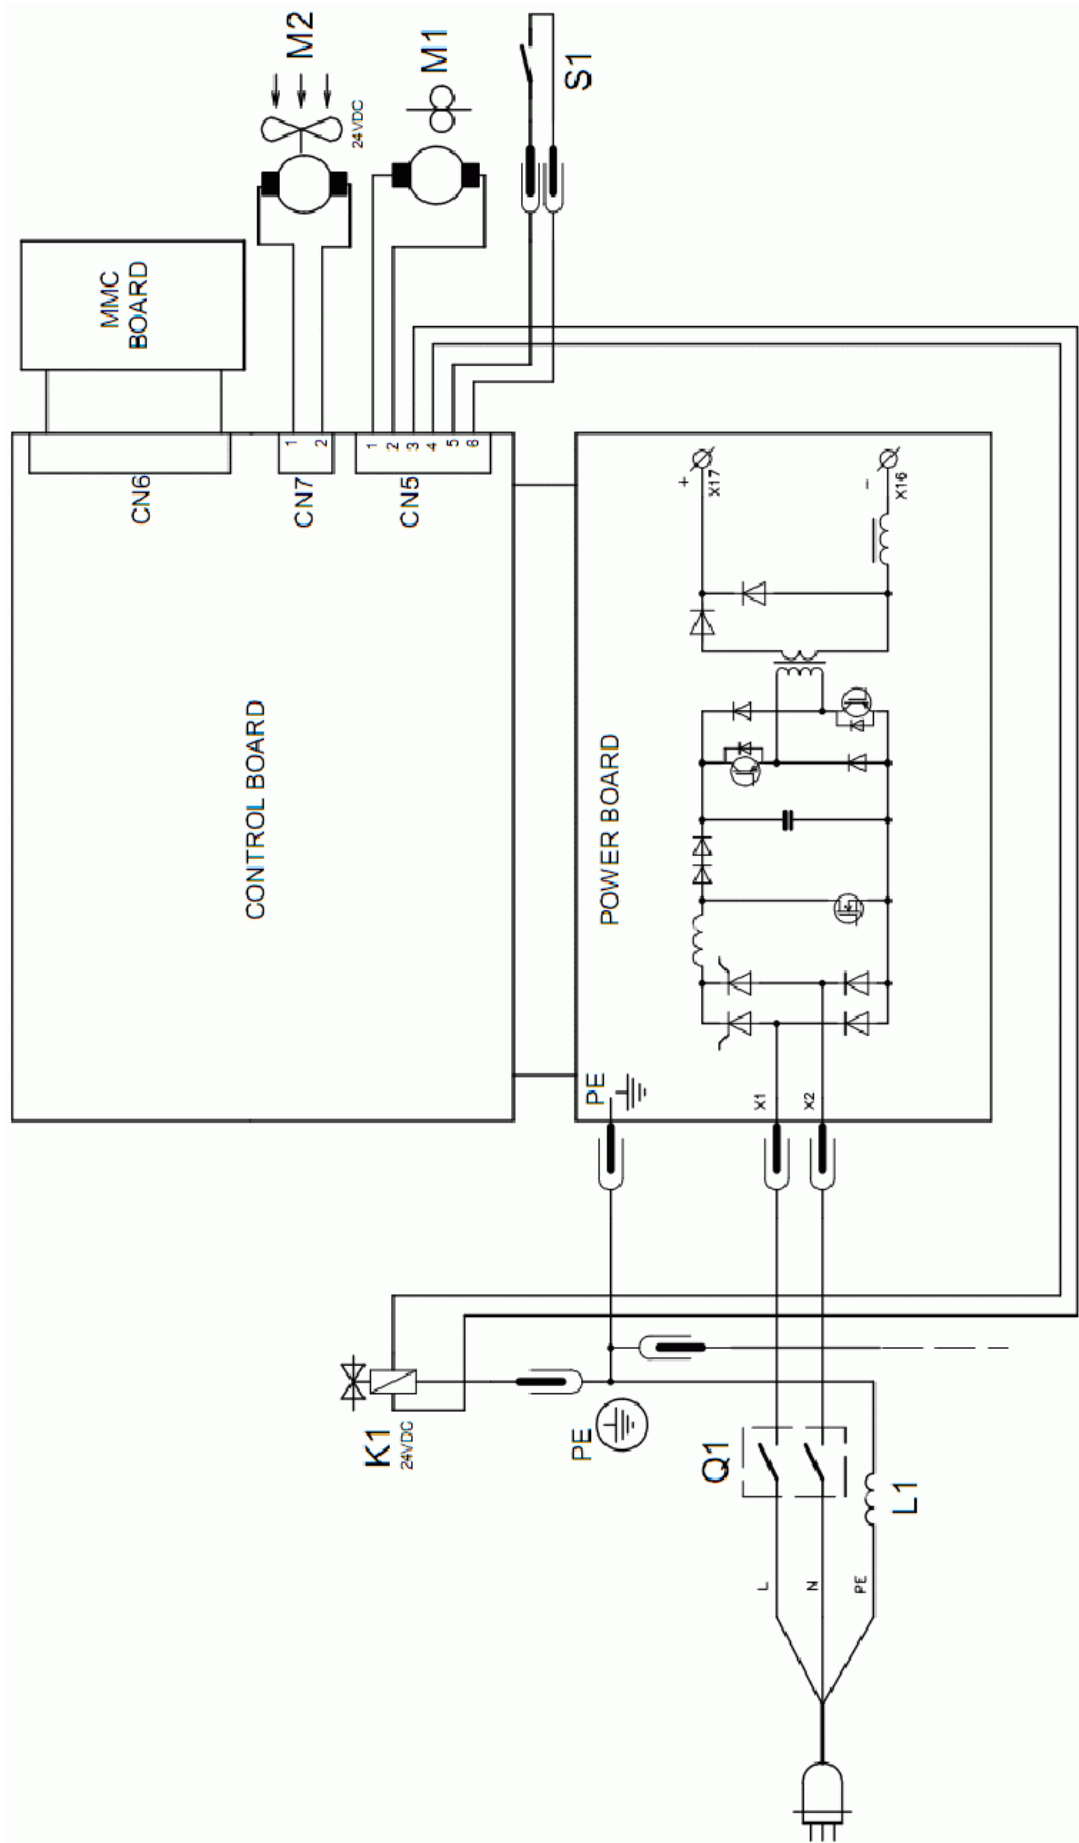 M2
24VDC
M1
S1
MMC
BOARD
CN6
1
2
CN7
1
2
3
4
5
6
CN5
CONTROL BOARD
POWER BOARD
+
X17
-
X16
PE
X1
X2
K1
24VDC
PE
Q1
L1
L
N
PE